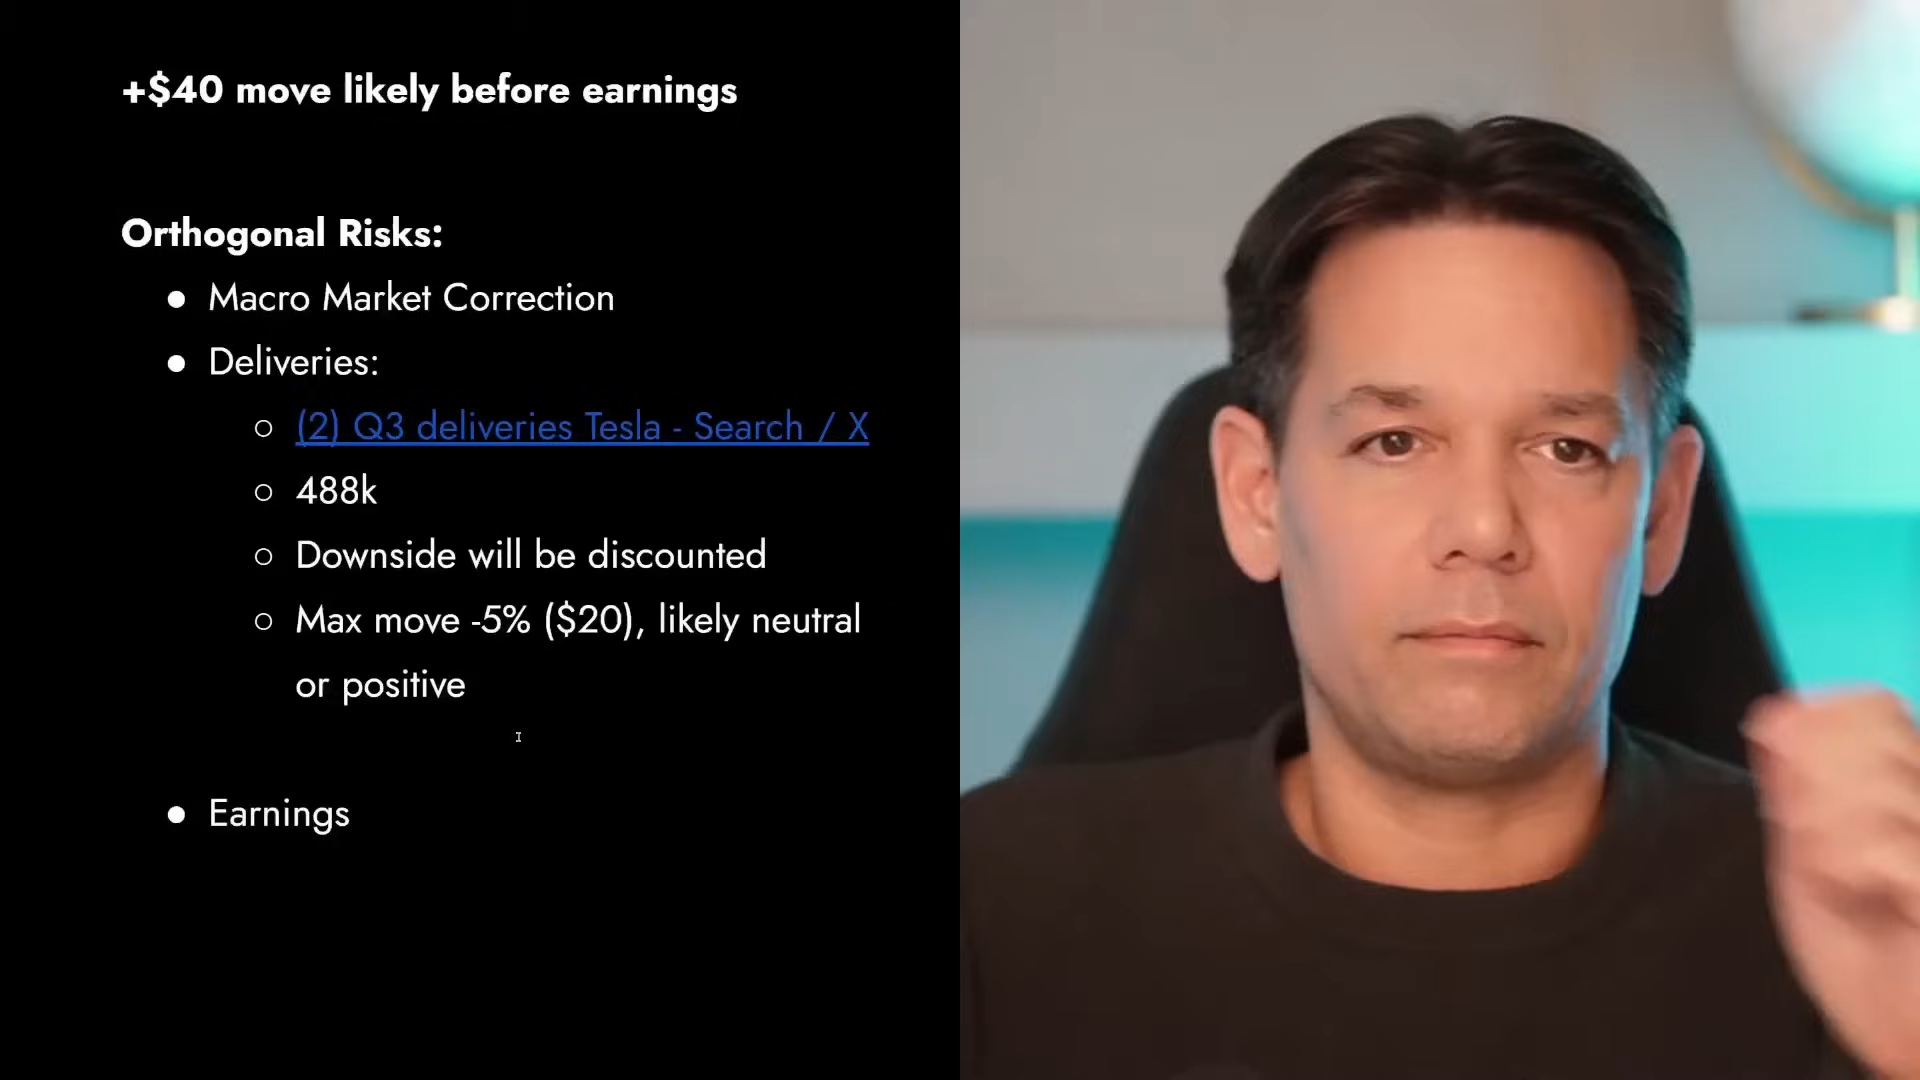 +$40 move likely before earnings
Orthogonal Risks:
● Macro Market Correction
● Deliveries:
○ (2) Q3 deliveries Tesla - Search / X
○ 488k
○ Downside will be discounted
○ Max move -5% ($20), likely neutral
or positive
● Earnings